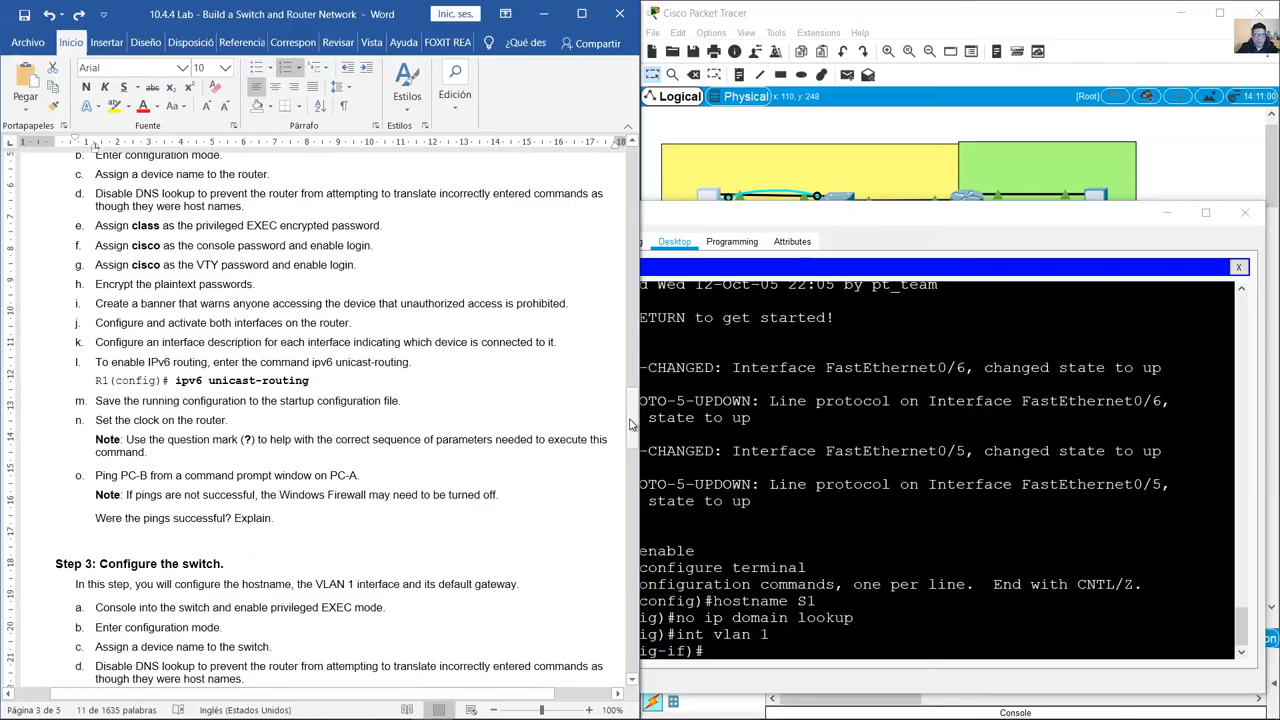 10.4.4-lab---Build a Switch and Router Network - Word
Inic. ses.
Cisco Packet Tracer
File Edit Options View Tools Extensions Help
Inicio
Disposició
Referencia
Correspon
Revisar
Vista
Ayuda
FOXIT REA
¿Qué des
Compartir
Arial
10
Pegar
Estilos
Edición
Portapapeles
Fuente
Párrafo
Estilos
Logical
Physical
x: 110, y: 248
[Root]
14:11:00
b. Enter configuration mode.
c. Assign a device name to the router.
d. Disable DNS lookup to prevent the router from attempting to translate incorrectly entered commands as
though they were host names.
e. Assign class as the privileged EXEC encrypted password.
f. Assign cisco as the console password and enable login.
g. Assign cisco as the VTY password and enable login.
h. Encrypt the plaintext passwords.
i. Create a banner that warns anyone accessing the device that unauthorized access is prohibited.
j. Configure and activate both interfaces on the router.
k. Configure an interface description for each interface indicating which device is connected to it.
l. To enable IPv6 routing, enter the command ipv6 unicast-routing.
R1(config)# ipv6 unicast-routing
m. Save the running configuration to the startup configuration file.
n. Set the clock on the router.
Note: Use the question mark (?) to help with the correct sequence of parameters needed to execute this
command.
o. Ping PC-B from a command prompt window on PC-A.
Note: If pings are not successful, the Windows Firewall may need to be turned off.
Were the pings successful? Explain.
Step 3: Configure the switch.
In this step, you will configure the hostname, the VLAN 1 interface and its default gateway.
a. Console into the switch and enable privileged EXEC mode.
b. Enter configuration mode.
c. Assign a device name to the switch.
d. Disable DNS lookup to prevent the router from attempting to translate incorrectly entered commands as
though they were host names.
Página 3 de 5
11 de 1635 palabras
Inglés (Estados Unidos)
100%
Desktop Programming Attributes
X
d Wed 12-Oct-05 22:05 by pt_team
ETURN to get started!
-CHANGED: Interface FastEthernet0/6, changed state to up
OTO-5-UPDOWN: Line protocol on Interface FastEthernet0/6,
state to up
-CHANGED: Interface FastEthernet0/5, changed state to up
OTO-5-UPDOWN: Line protocol on Interface FastEthernet0/5,
state to up
enable
configure terminal
onfiguration commands, one per line. End with CNTL/Z.
config)#hostname S1
ig)#no ip domain lookup
ig)#int vlan 1
ig-if)#
on
Console